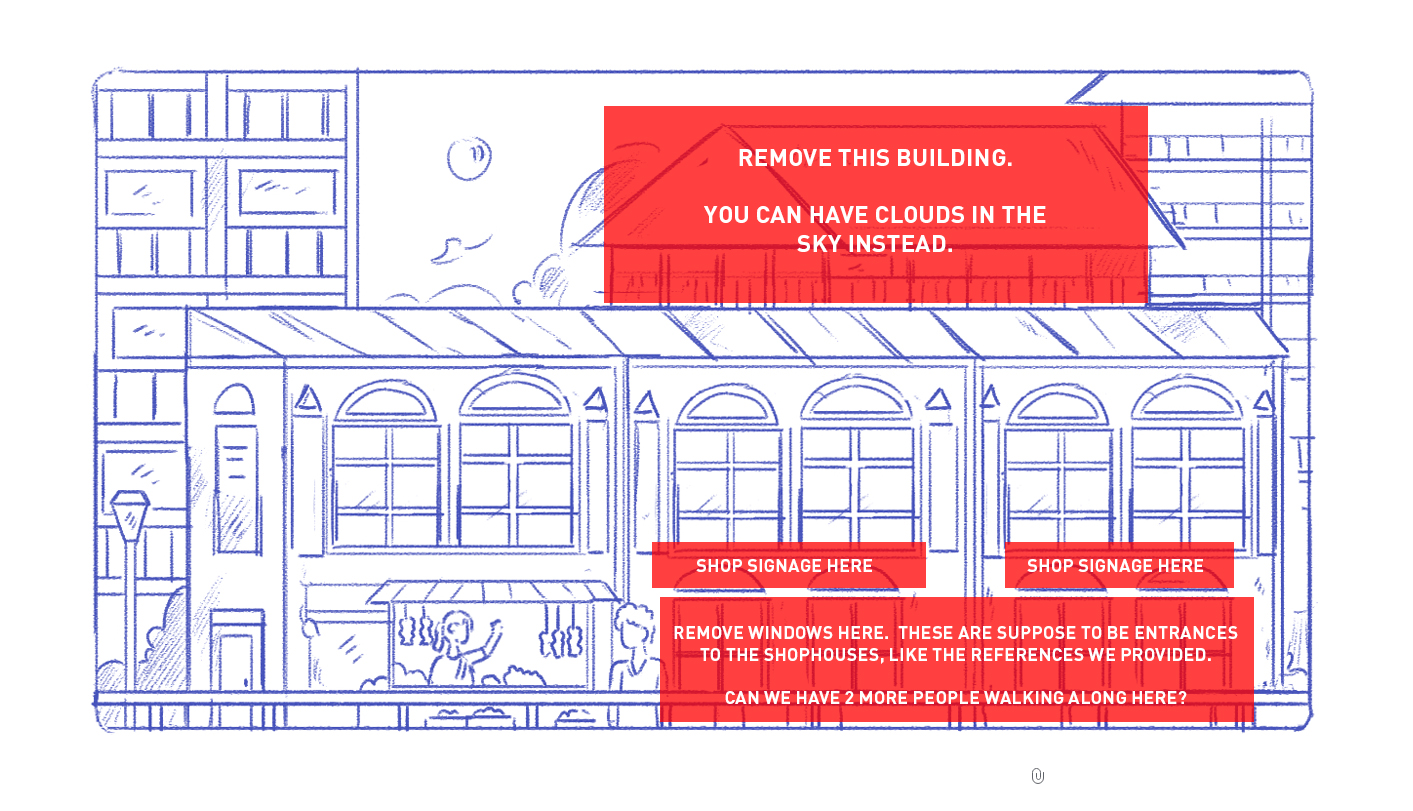 REMOVE THIS BUILDING.
YOU CAN HAVE CLOUDS IN THE
SKY INSTEAD.
SHOP SIGNAGE HERE
SHOP SIGNAGE HERE
REMOVE WINDOWS HERE. THESE ARE SUPPOSE TO BE ENTRANCES
TO THE SHOPHOUSES, LIKE THE REFERENCES WE PROVIDED.
CAN WE HAVE 2 MORE PEOPLE WALKING ALONG HERE?